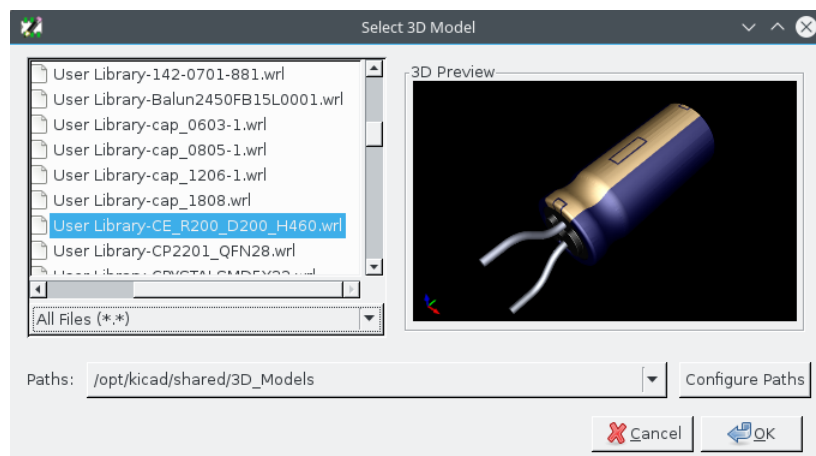 Select 3D Model
User Library-142-0701-881.wrl
User Library-Balun2450FB15L0001.wrl
User Library-cap_0603-1.wrl
User Library-cap_0805-1.wrl
User Library-cap_1206-1.wrl
User Library-cap_1808.wrl
User Library-CE_R200_D200_H460.wrl
User Library-CP2201_QFN28.wrl
All Files (*.*)
3D Preview
Paths: /opt/kicad/shared/3D_Models
Configure Paths
Cancel
OK